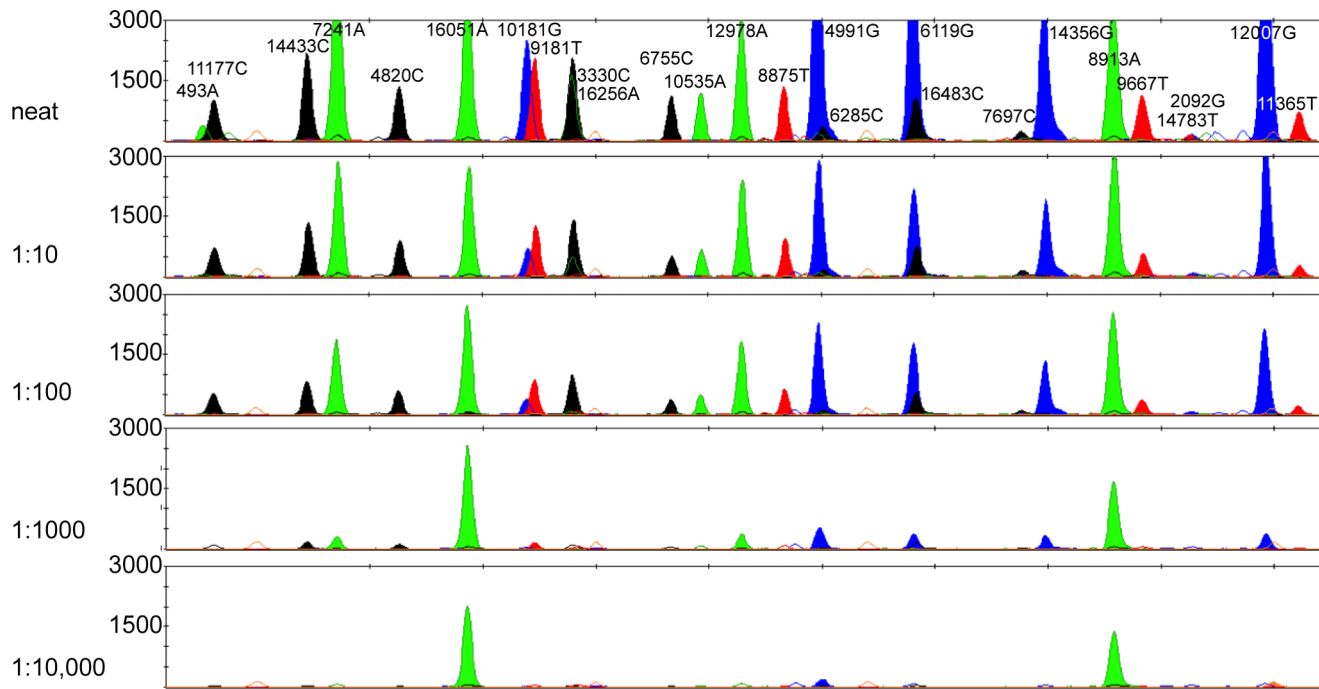 3000
7241A
16051A
10181G
12978A
4991G
6119G
14356G
12007G
14433C
9181T
8913A
11177C
4820C
3330C
6755C
8875T
9667T
1500
493A
16256A
10535A
6285C
16483C
7697C
2092G
11365T
14783T
neat
3000
1500
1:10
3000
1500
1:100
3000
1500
1:1000
3000
1500
1:10,000